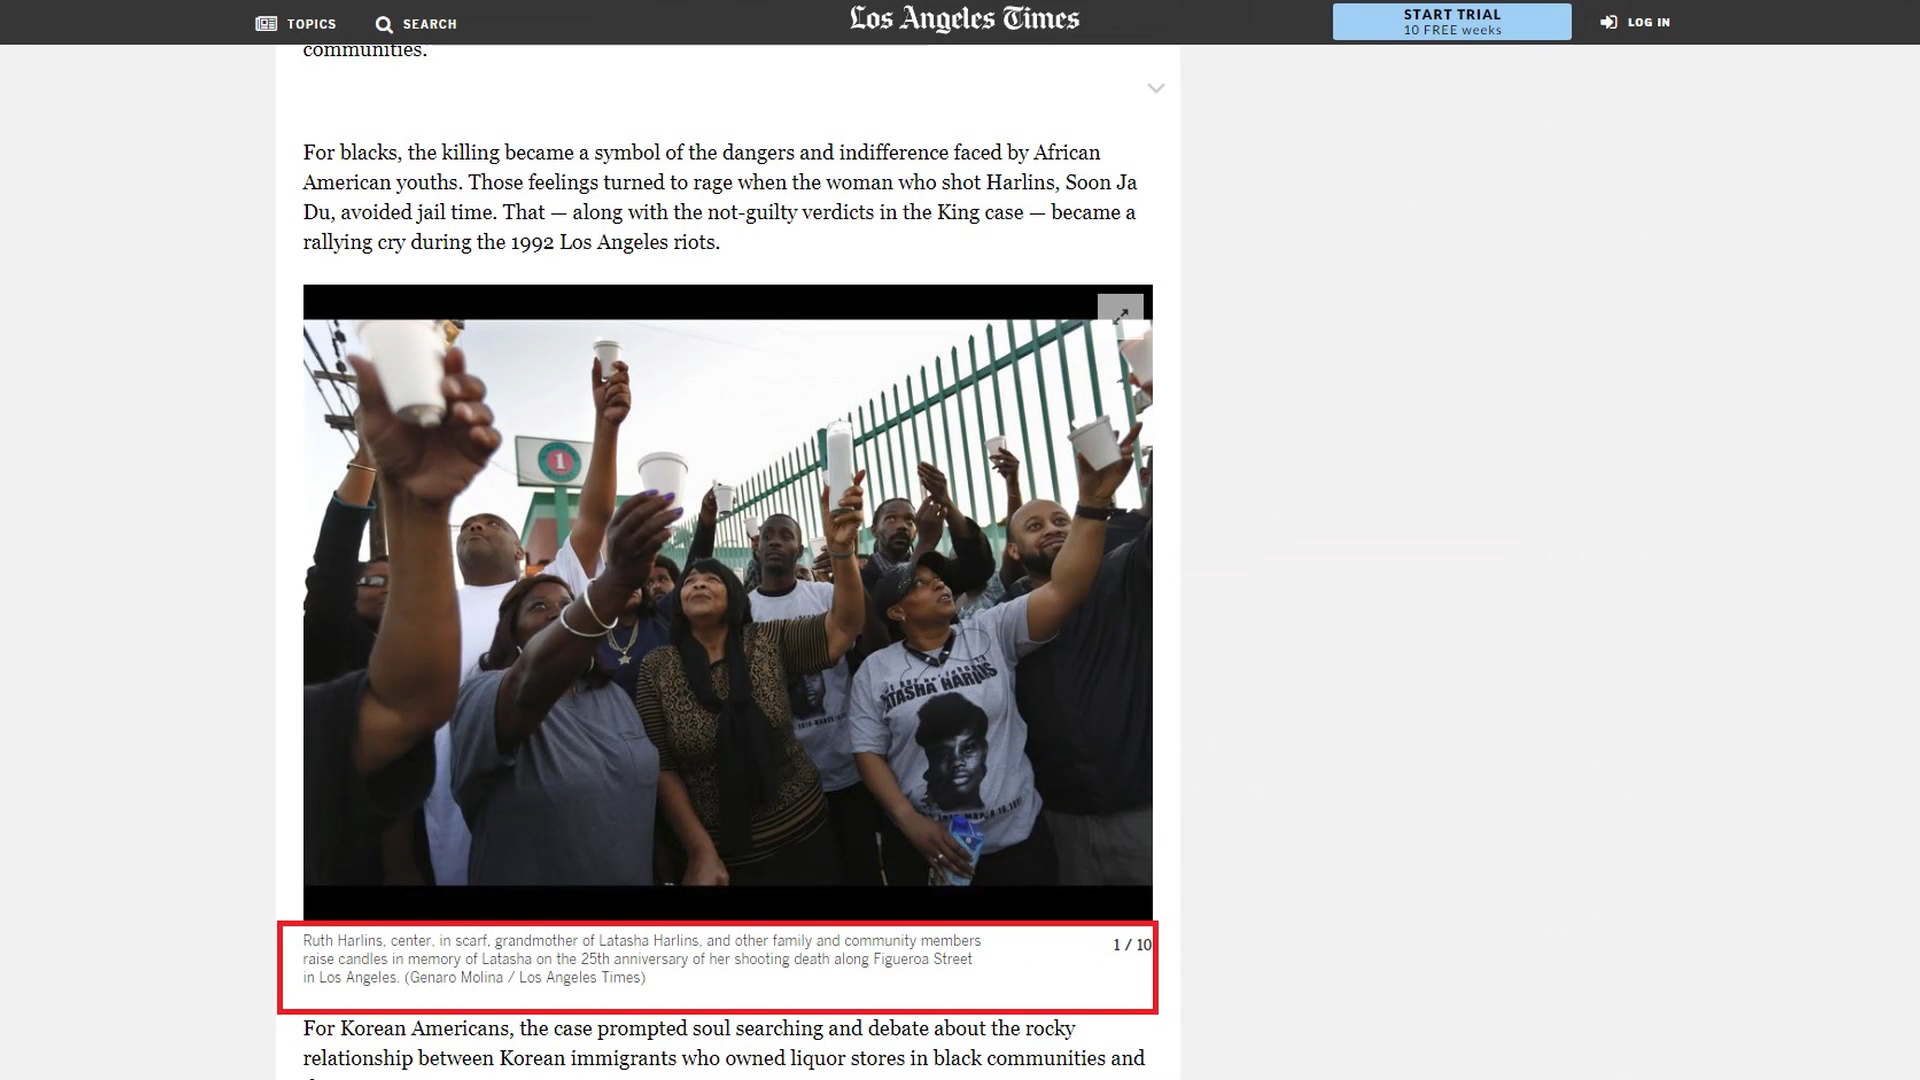 TOPICS
SEARCH
Los Angeles Times
START TRIAL
10 FREE weeks
LOG IN
communities.
For blacks, the killing became a symbol of the dangers and indifference faced by African
American youths. Those feelings turned to rage when the woman who shot Harlins, Soon Ja
Du, avoided jail time. That — along with the not-guilty verdicts in the King case — became a
rallying cry during the 1992 Los Angeles riots.
1
ATASHA HARLINS
Ruth Harlins, center, in scarf, grandmother of Latasha Harlins, and other family and community members
raise candles in memory of Latasha on the 25th anniversary of her shooting death along Figueroa Street
in Los Angeles. (Genaro Molina / Los Angeles Times)
1 / 10
For Korean Americans, the case prompted soul searching and debate about the rocky
relationship between Korean immigrants who owned liquor stores in black communities and